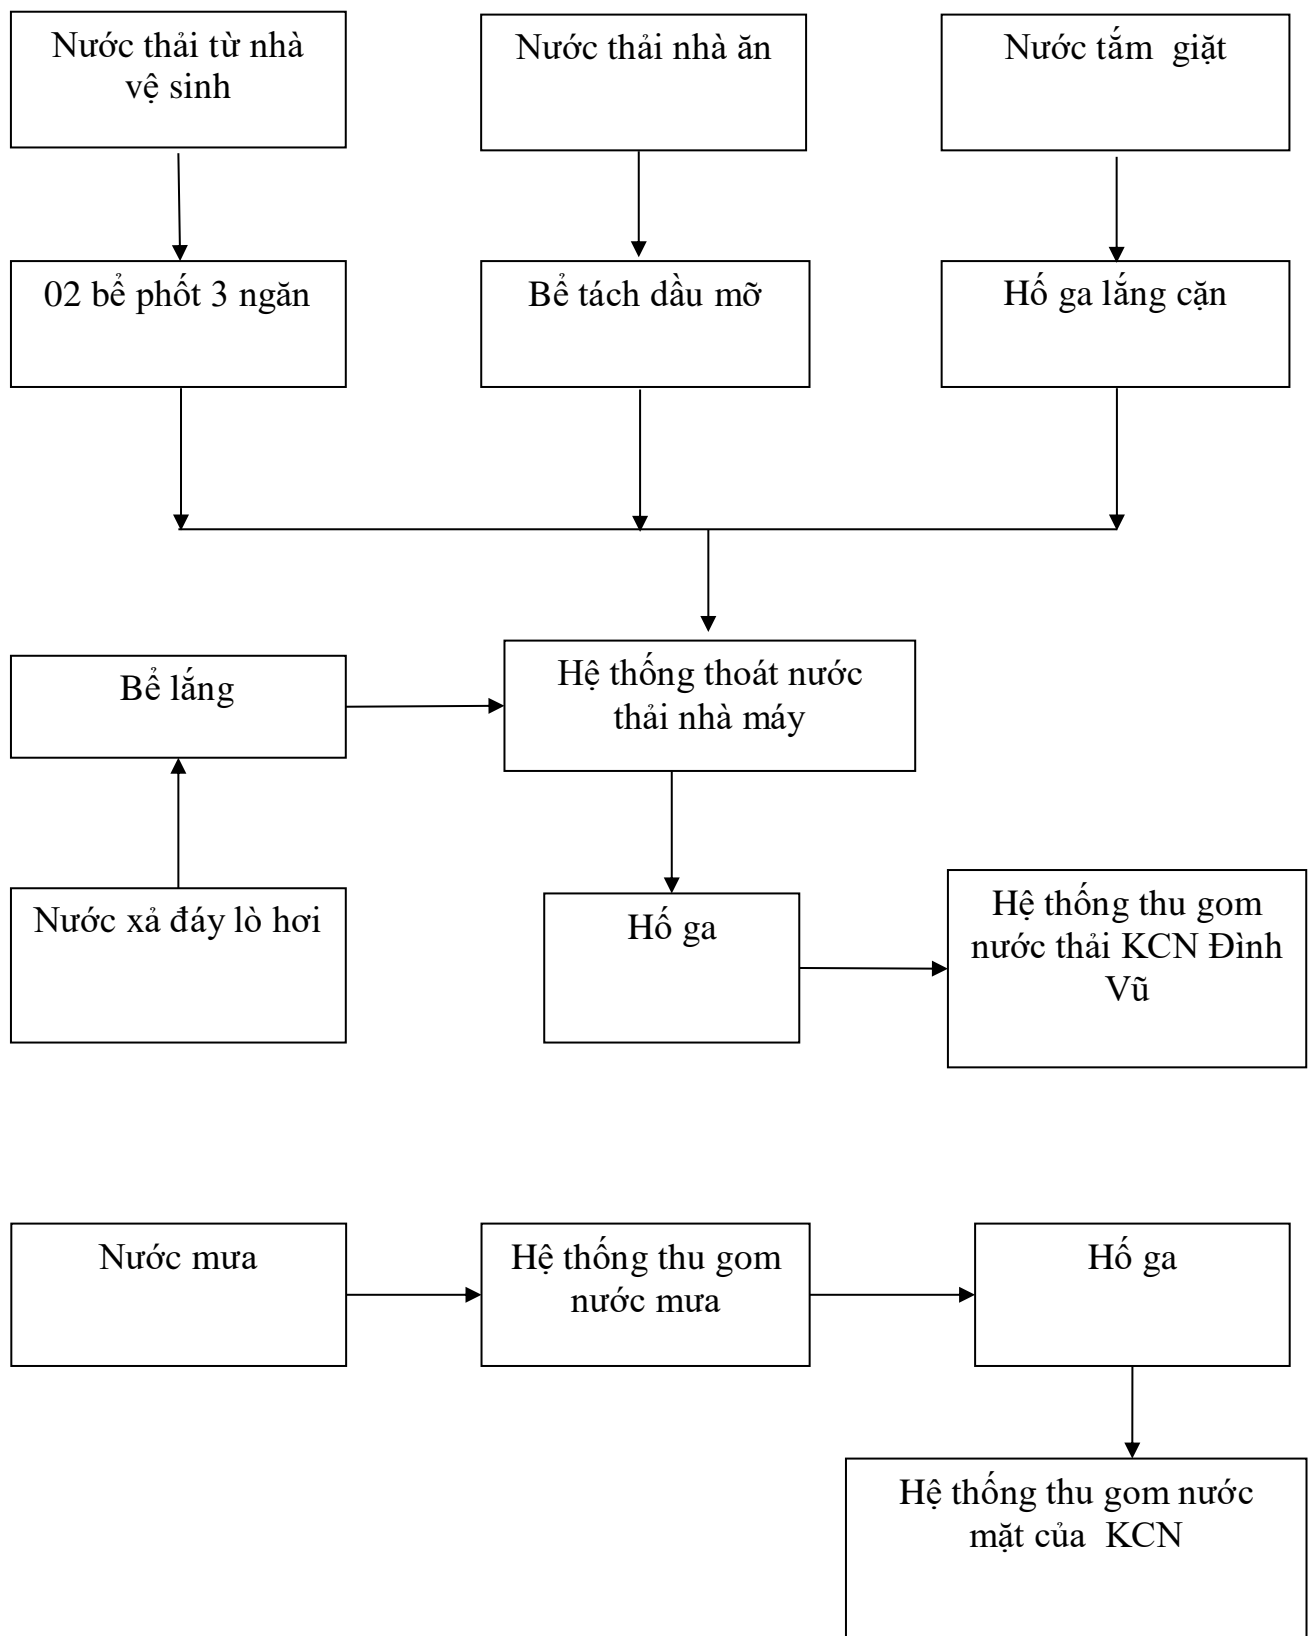 Nước thải từ nhà
vệ sinh
Nước thải nhà ăn
Nước tắm giặt
02 bể phốt 3 ngăn
Bể tách dầu mỡ
Hố ga lắng cặn
Bể lắng
Hệ thống thoát nước
thải nhà máy
Nước xả đáy lò hơi
Hố ga
Hệ thống thu gom
nước thải KCN Đình
Vũ
Nước mưa
Hệ thống thu gom
nước mưa
Hố ga
Hệ thống thu gom nước
mặt của KCN